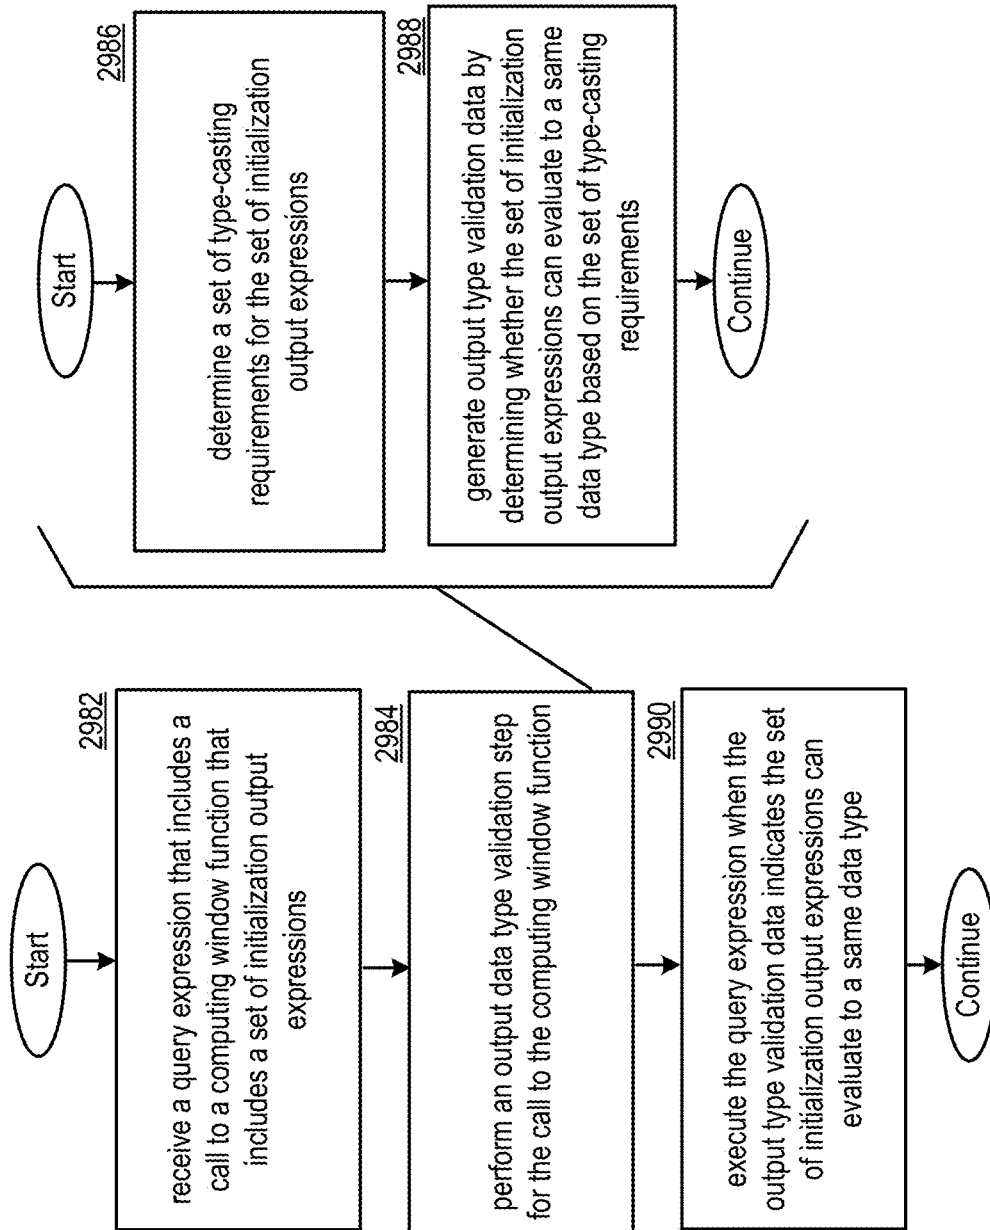 Start
2982
receive a query expression that includes a
call to a computing window function that
includes a set of initialization output
expressions
2984
perform an output data type validation step
for the call to the computing window function
2990
execute the query expression when the
output type validation data indicates the set
of initialization output expressions can
evaluate to a same data type
Continue
Start
2986
determine a set of type-casting
requirements for the set of initialization
output expressions
2988
generate output type validation data by
determining whether the set of initialization
output expressions can evaluate to a same
data type based on the set of type-casting
requirements
Continue